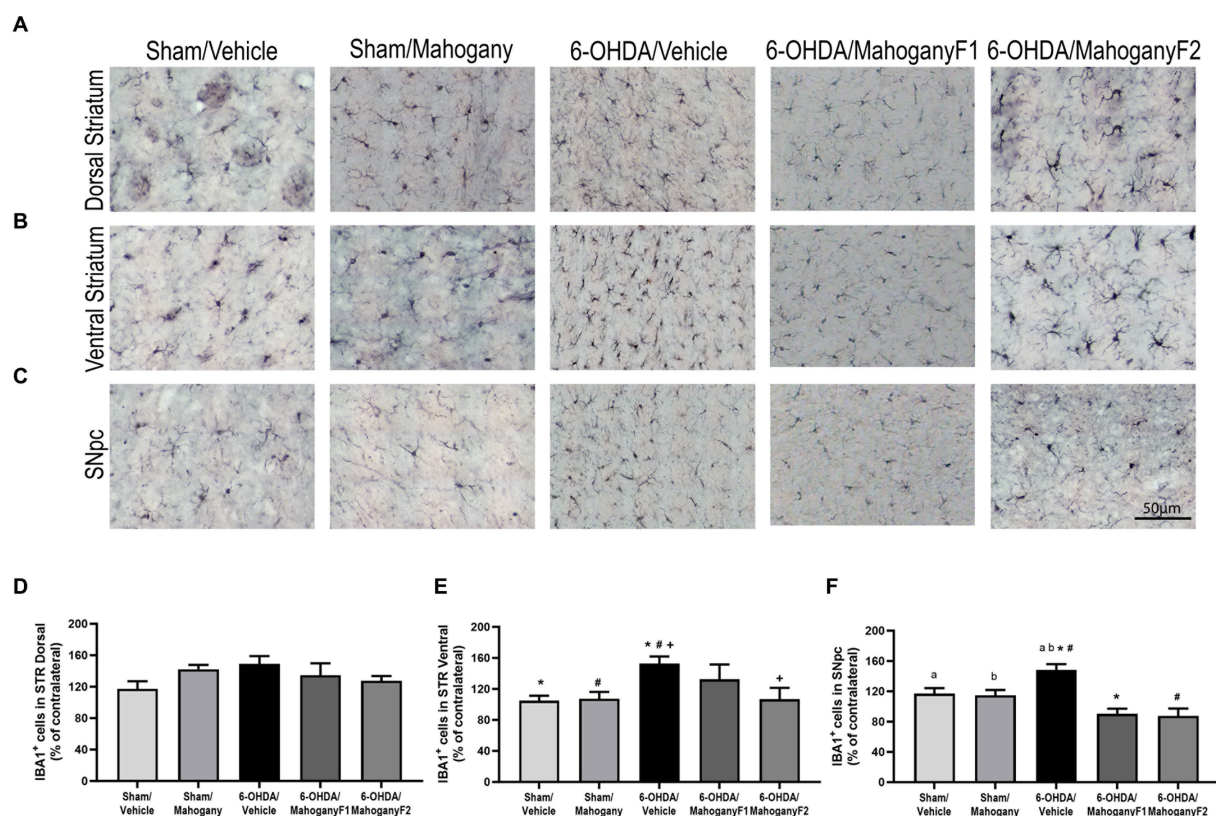 A
Sham/Vehicle Sham/Mahogany 6-OHDA/Vehicle 6-OHDA/MahoganyF1 6-OHDA/MahoganyF2
Dorsal Striatum
B
Ventral Striatum
C
SNpc
50µm
D
IBA1+ cells in STR Dorsal
(% of contralateral)
200
160
120
80
40
0
Sham/ Sham/ 6-OHDA/ 6-OHDA/ 6-OHDA/
Vehicle Mahogany Vehicle MahoganyF1 MahoganyF2
E
IBA1+ cells in STR Ventral
(% of contralateral)
200
160
120
80
40
0
* # * # + +
Sham/ Sham/ 6-OHDA/ 6-OHDA/ 6-OHDA/
Vehicle Mahogany Vehicle MahoganyF1 MahoganyF2
F
IBA1+ cells in SNpc
(% of contralateral)
200
160
120
80
40
0
a b a b * # * #
Sham/ Sham/ 6-OHDA/ 6-OHDA/ 6-OHDA/
Vehicle Mahogany Vehicle MahoganyF1 MahoganyF2